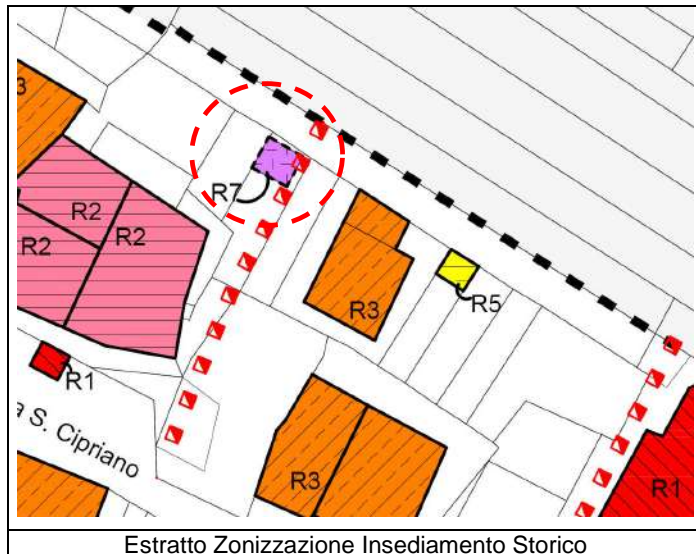 3
R2
R2
R2
R7
R3
R5
R1
a S. Cipriano
R3
R1
Estratto Zonizzazione Insediamento Storico